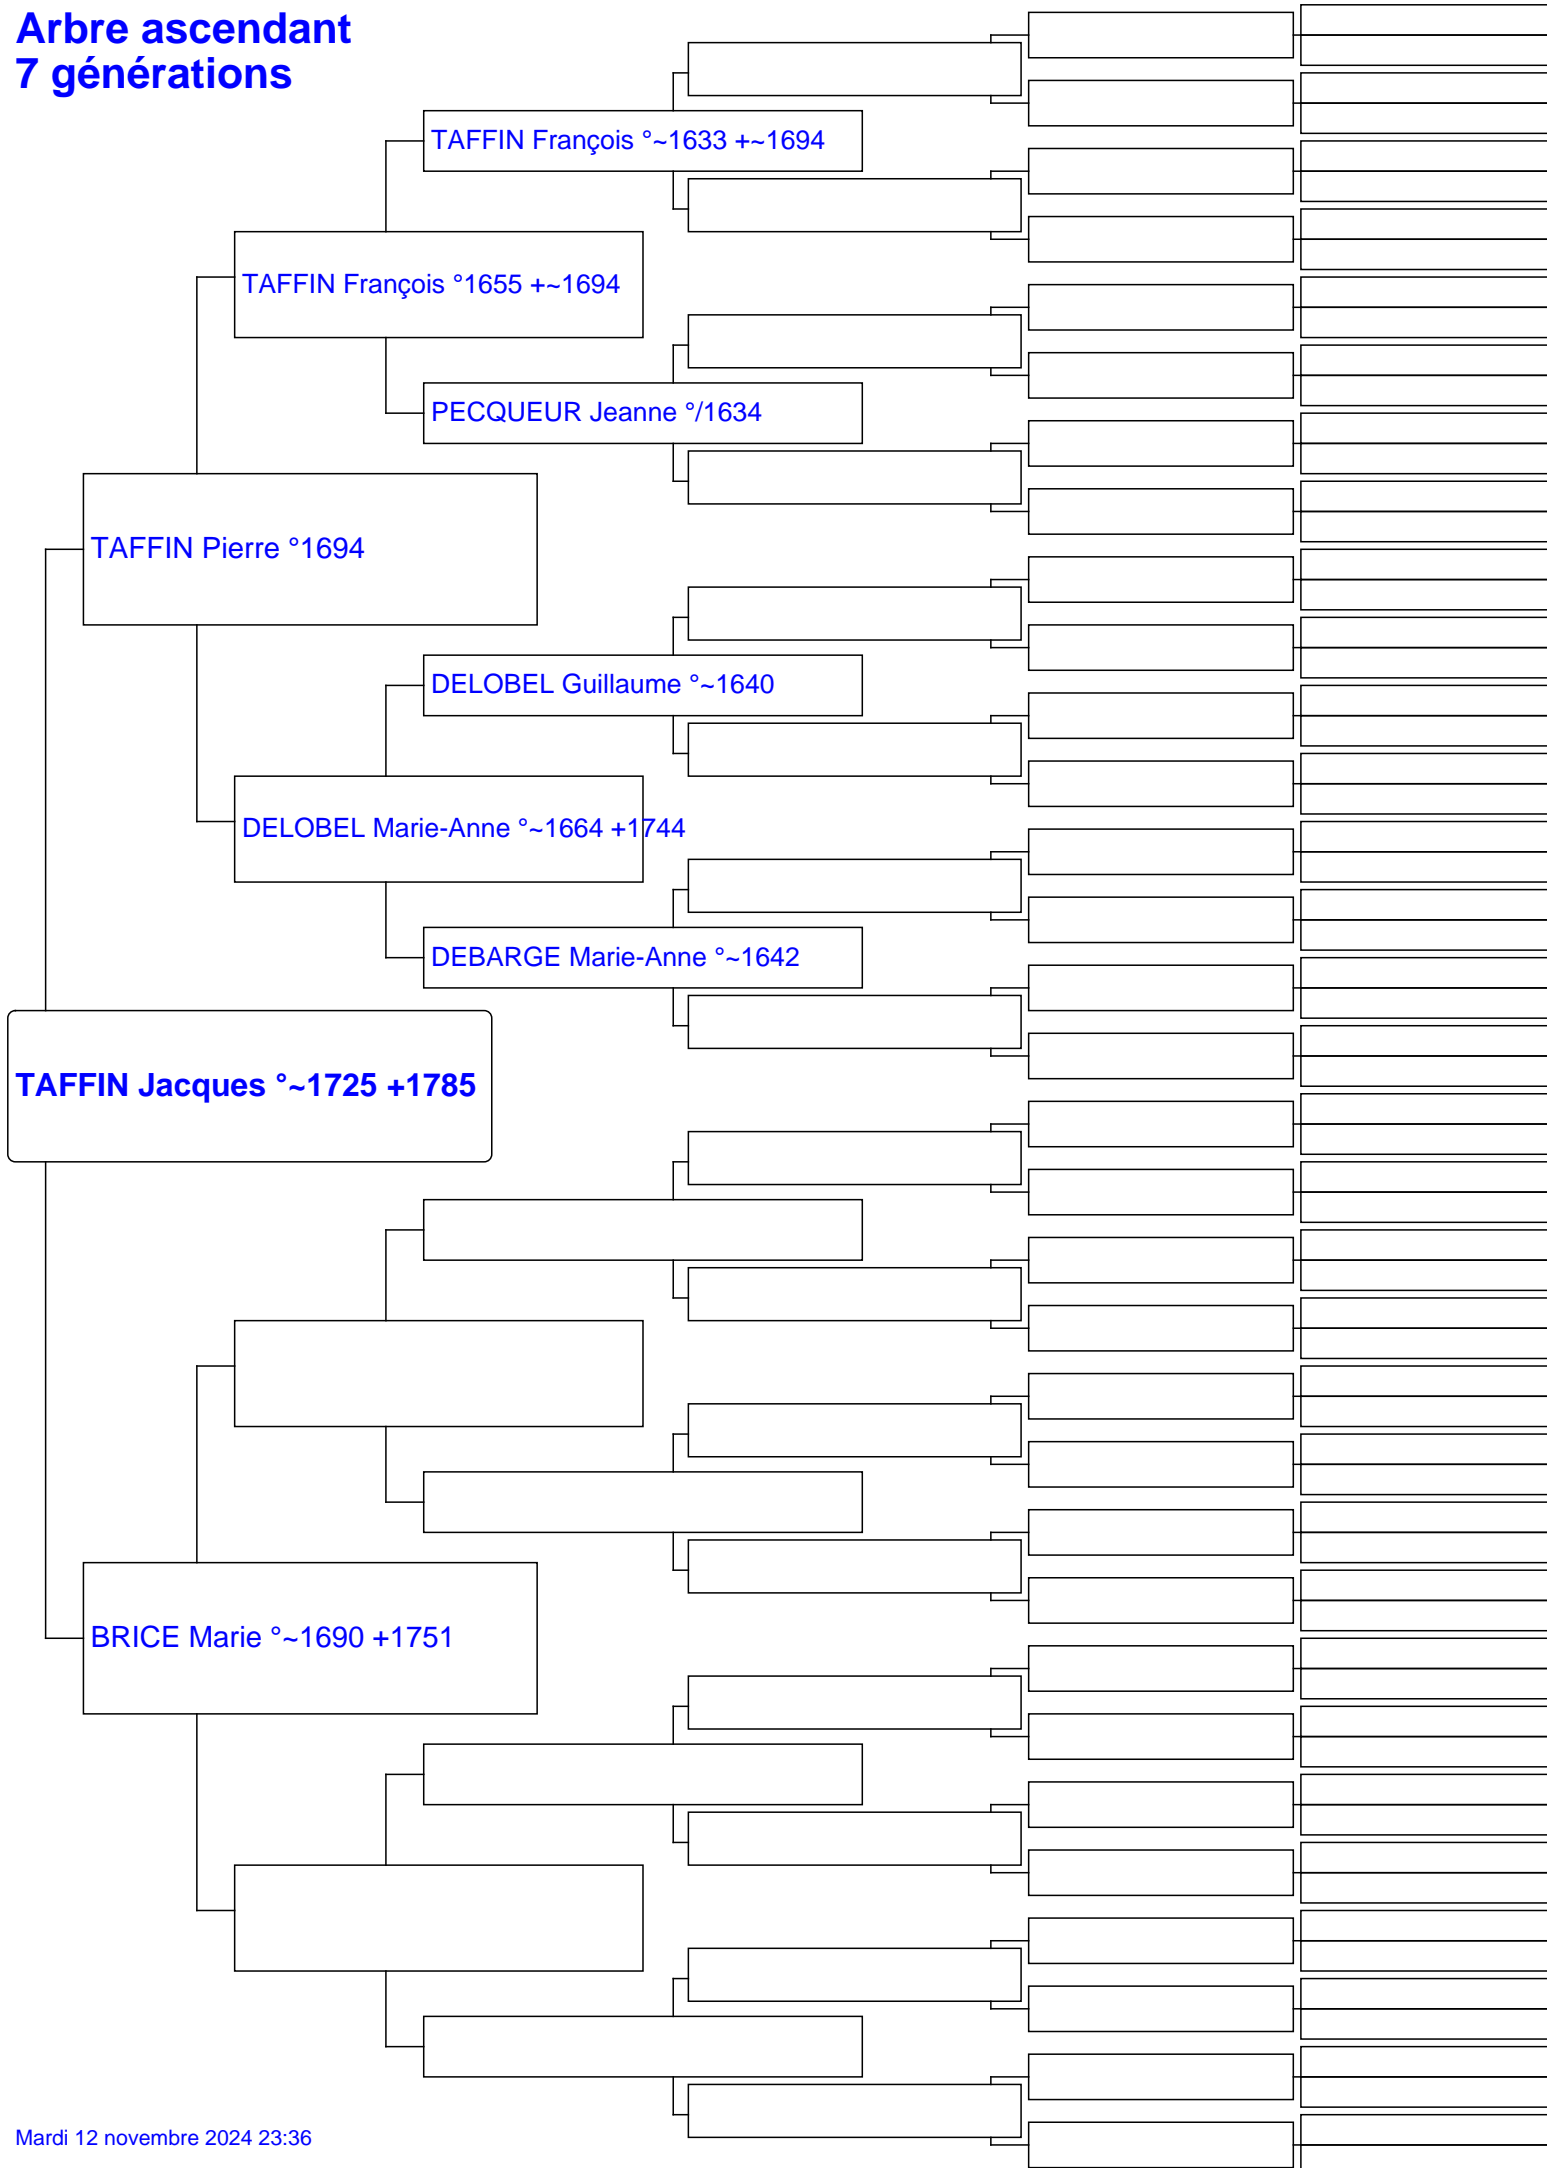 Arbre ascendant
7 générations
TAFFIN François °~1633 +~1694
TAFFIN François °1655 +~1694
PECQUEUR Jeanne °/1634
TAFFIN Pierre °1694
DELOBEL Guillaume °~1640
DELOBEL Marie-Anne °~1664 +1744
DEBARGE Marie-Anne °~1642
TAFFIN Jacques °~1725 +1785
BRICE Marie °~1690 +1751
Mardi 12 novembre 2024 23:36